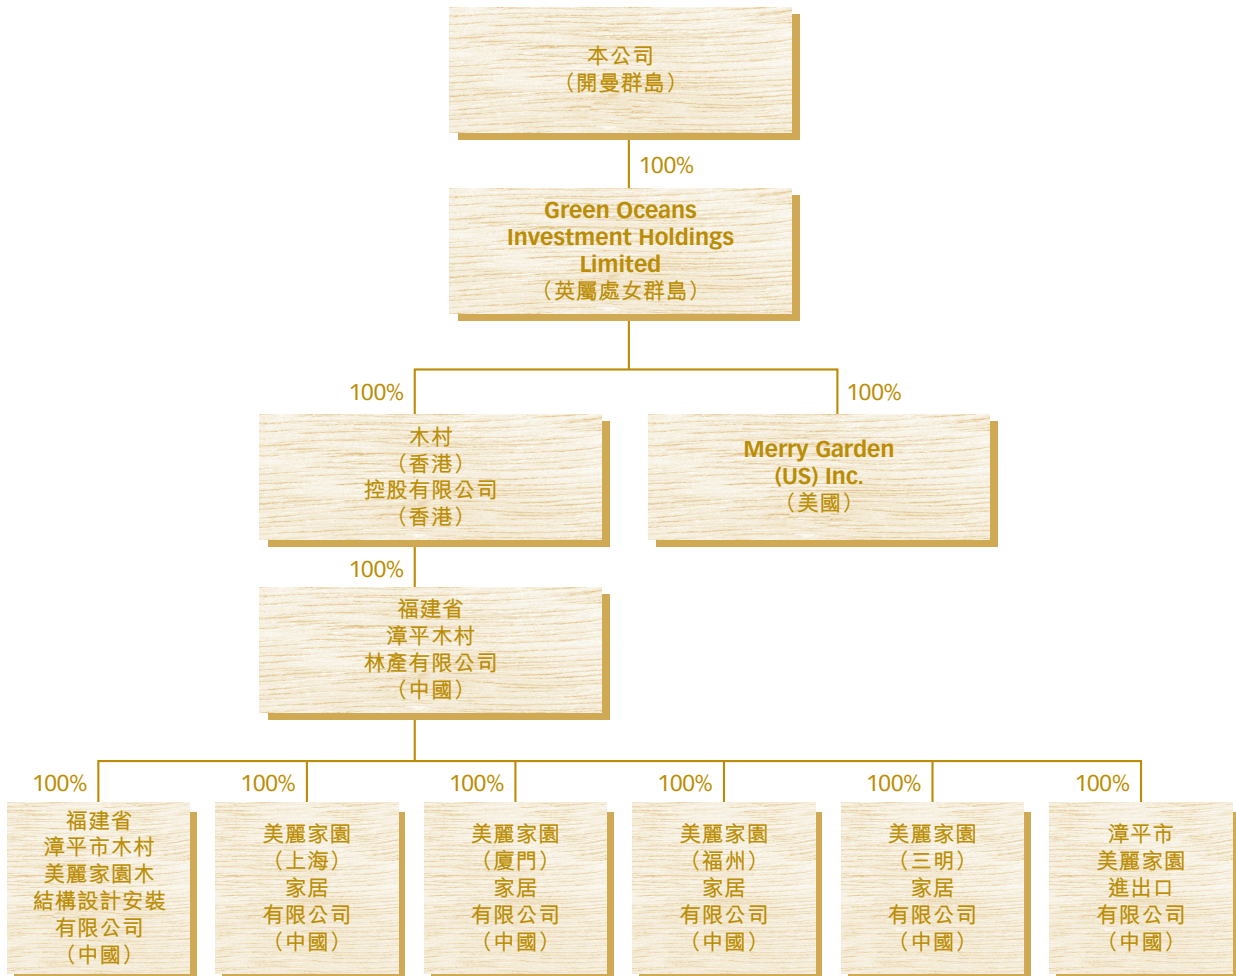 本公司
（開曼群島）
100%
Green Oceans
Investment Holdings
Limited
（英屬處女群島）
100%
100%
木村
（香港）
控股有限公司
（香港）
Merry Garden
(US) Inc.
（美國）
100%
福建省
漳平木村
林產有限公司
（中國）
100%
100%
100%
100%
100%
100%
福建省
漳平市木村
美麗家園木
結構設計安裝
有限公司
（中國）
美麗家園
（上海）
家居
有限公司
（中國）
美麗家園
（廈門）
家居
有限公司
（中國）
美麗家園
（福州）
家居
有限公司
（中國）
美麗家園
（三明）
家居
有限公司
（中國）
漳平市
美麗家園
進出口
有限公司
（中國）